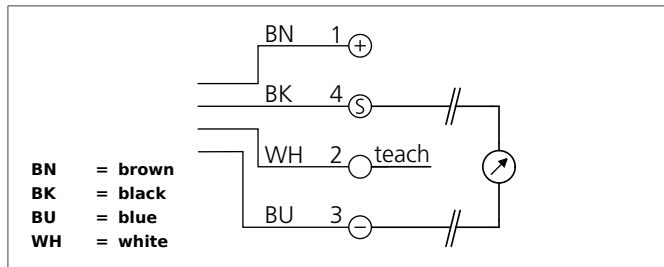 BN 1 +
BK 4 S
WH 2 teach
BU 3 −
BN = brown
BK = black
BU = blue
WH = white